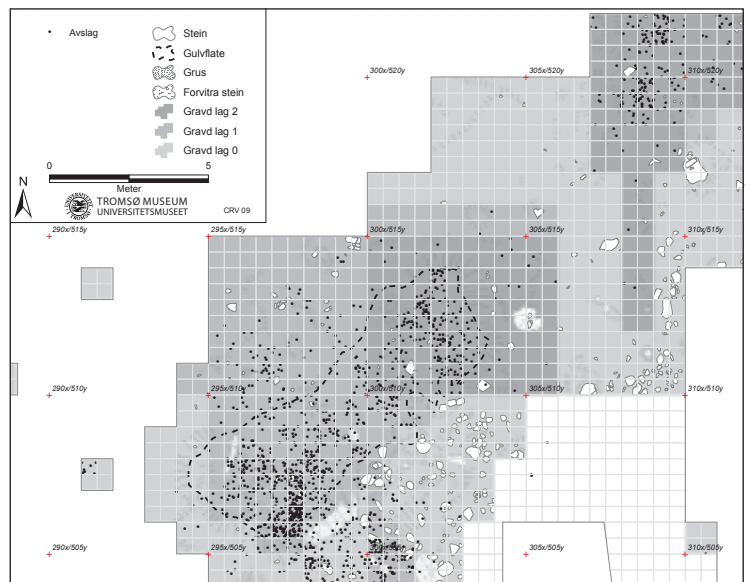 Avslag
Stein
Gulvflate
Grus
Forvitra stein
Gravd lag 2
Gravd lag 1
Gravd lag 0
0 5
Meter
N
TROMSØ MUSEUM
UNIVERSITETSMUSEET
CRV 09
300x/520y 305x/520y 310x/520y
290x/515y 295x/515y 300x/515y 305x/515y 310x/515y
290x/510y 295x/510y 300x/510y 305x/510y 310x/510y
290x/505y 295x/505y 305x/505y 310x/505y